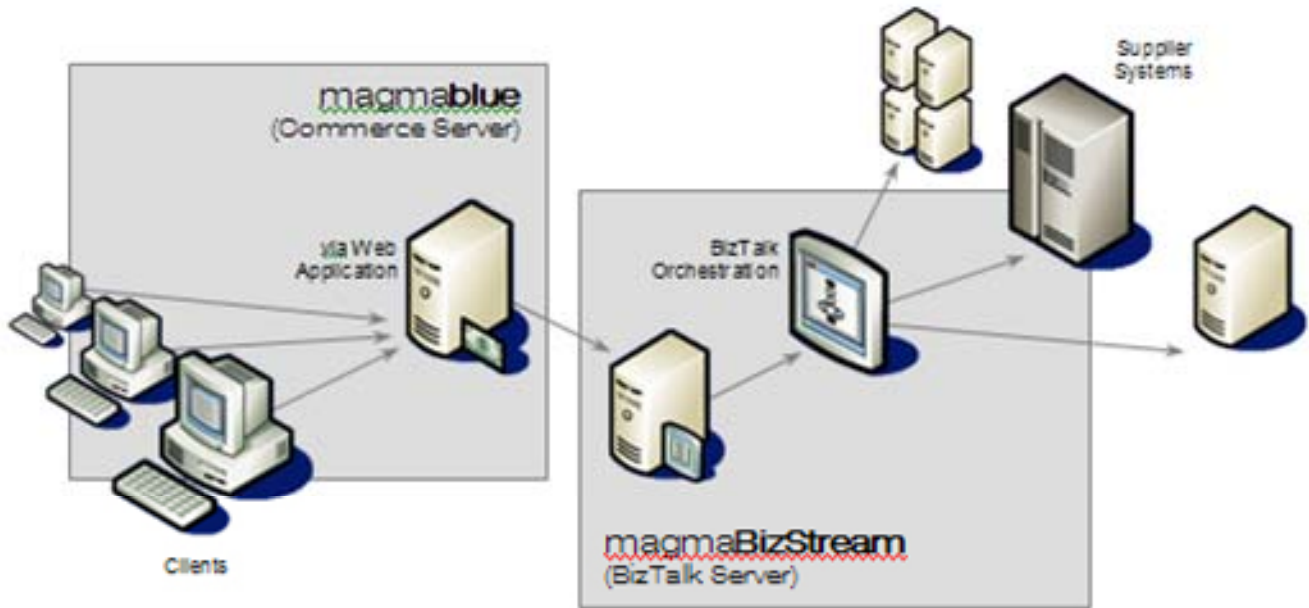 magmablue
(Commerce Server)
via Web
Application
Clients
BizTalk
Orchestration
Supplier
Systems
magmaBizStream
(BizTalk Server)